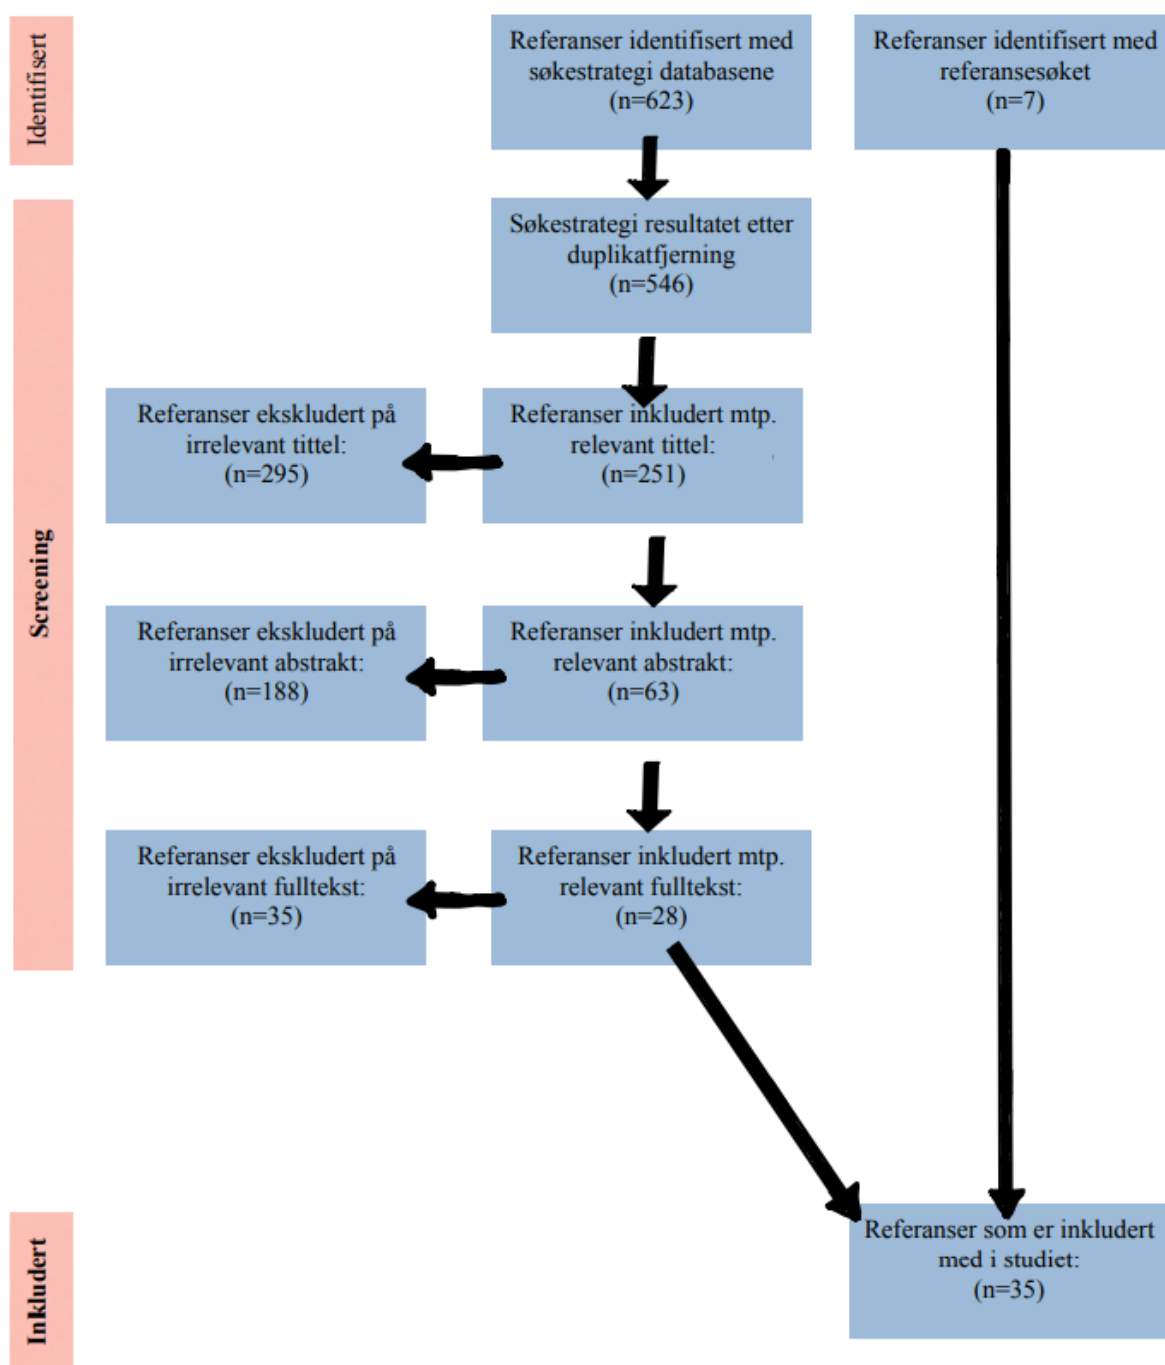 Identifisert
Referanser identifisert med
søkestrategi databasene
(n=623)
Referanser identifisert med
referansesøket
(n=7)
Screening
Søkestrategi resultatet etter
duplikatfjerning
(n=546)
Referanser ekskludert på
irrelevant tittel:
(n=295)
Referanser inkludert mtp.
relevant tittel:
(n=251)
Referanser ekskludert på
irrelevant abstrakt:
(n=188)
Referanser inkludert mtp.
relevant abstrakt:
(n=63)
Referanser ekskludert på
irrelevant fulltekst:
(n=35)
Referanser inkludert mtp.
relevant fulltekst:
(n=28)
Inkludert
Referanser som er inkludert
med i studiet:
(n=35)